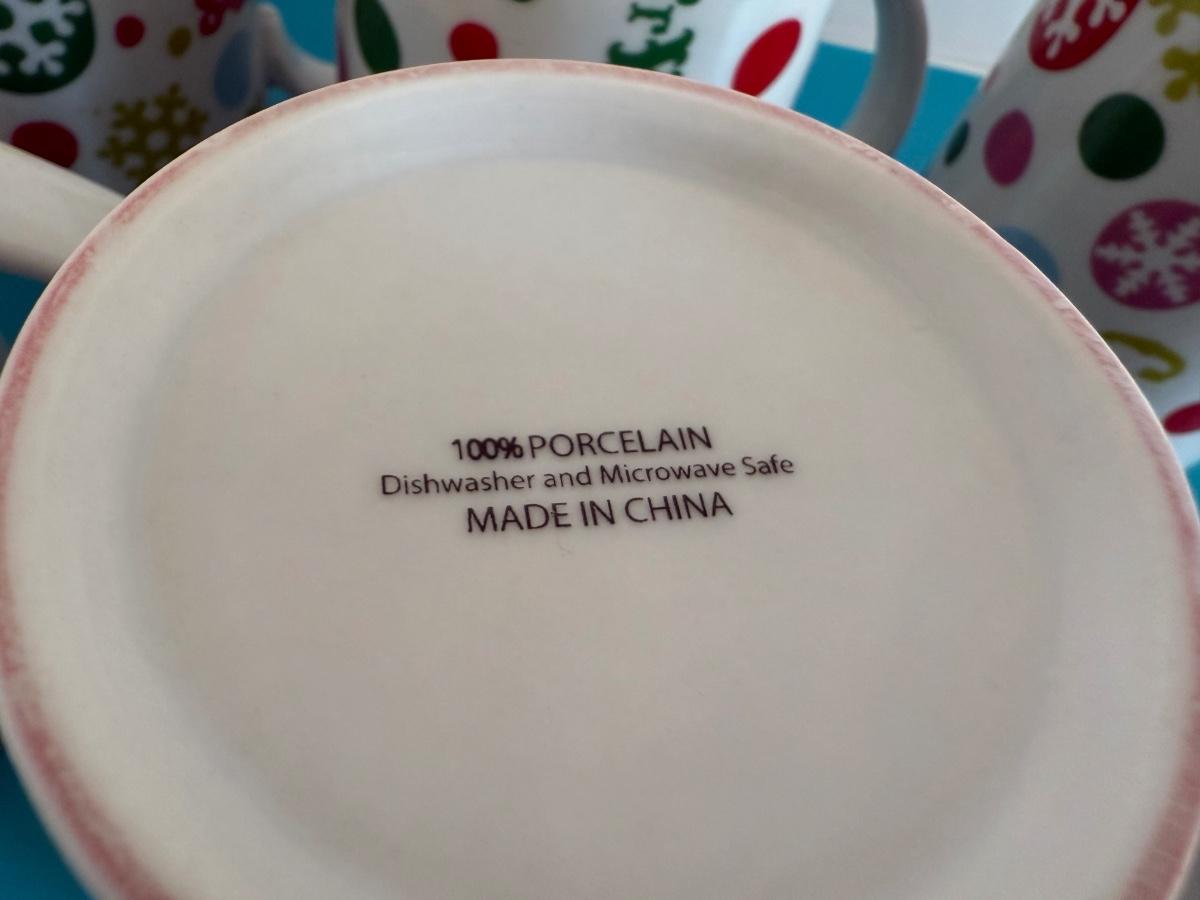 100% PORCELAIN
Dishwasher and Microwave Safe
MADE IN CHINA